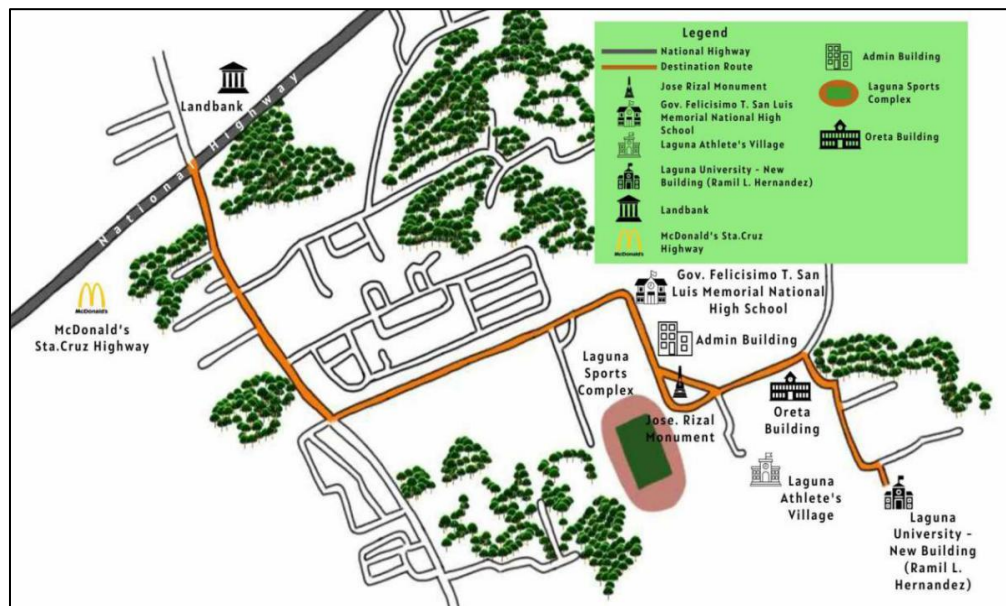 Legend
National Highway
Destination Route
Jose Rizal Monument
Gov. Felicisimo T. San Luis
Memorial National High
School
Laguna Athlete's Village
Laguna University - New
Building (Ramil L. Hernandez)
Landbank
McDonald's Sta.Cruz
Highway
McDonald's
Admin Building
Laguna Sports
Complex
Oreta Building
Landbank
National Highway
McDonald's
McDonald's
Sta.Cruz Highway
Gov. Felicisimo T. San
Luis Memorial National
High School
Admin Building
Laguna
Sports
Complex
Jose. Rizal
Monument
Oreta
Building
Laguna
Athlete's
Village
Laguna
University -
New Building
(Ramil L.
Hernandez)